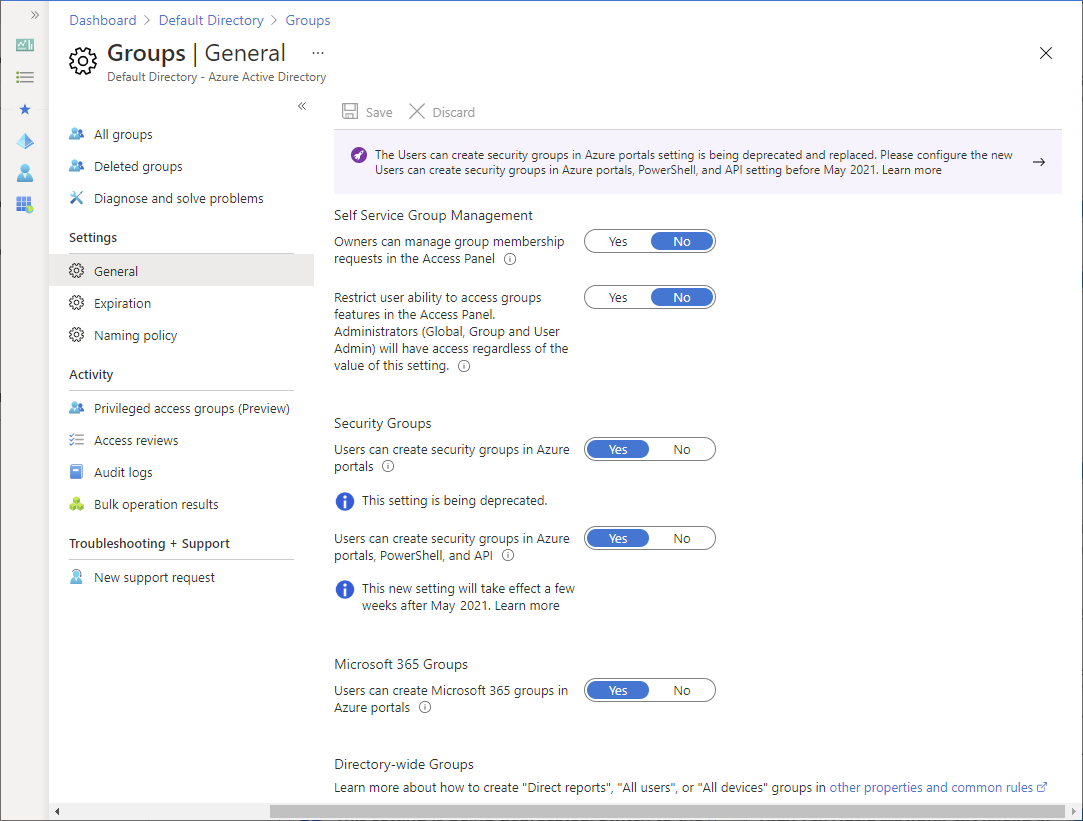 Dashboard > Default Directory > Groups
Groups | General ...
Default Directory - Azure Active Directory
All groups
Deleted groups
Diagnose and solve problems
Settings
General
Expiration
Naming policy
Activity
Privileged access groups (Preview)
Access reviews
Audit logs
Bulk operation results
Troubleshooting + Support
New support request
Save Discard
The Users can create security groups in Azure portals setting is being deprecated and replaced. Please configure the new
Users can create security groups in Azure portals, PowerShell, and API setting before May 2021. Learn more
Self Service Group Management
Owners can manage group membership
requests in the Access Panel
Yes No
Restrict user ability to access groups
features in the Access Panel.
Administrators (Global, Group and User
Admin) will have access regardless of the
value of this setting.
Yes No
Security Groups
Users can create security groups in Azure
portals
Yes No
This setting is being deprecated.
Users can create security groups in Azure
portals, PowerShell, and API
Yes No
This new setting will take effect a few
weeks after May 2021. Learn more
Microsoft 365 Groups
Users can create Microsoft 365 groups in
Azure portals
Yes No
Directory-wide Groups
Learn more about how to create "Direct reports", "All users", or "All devices" groups in other properties and common rules